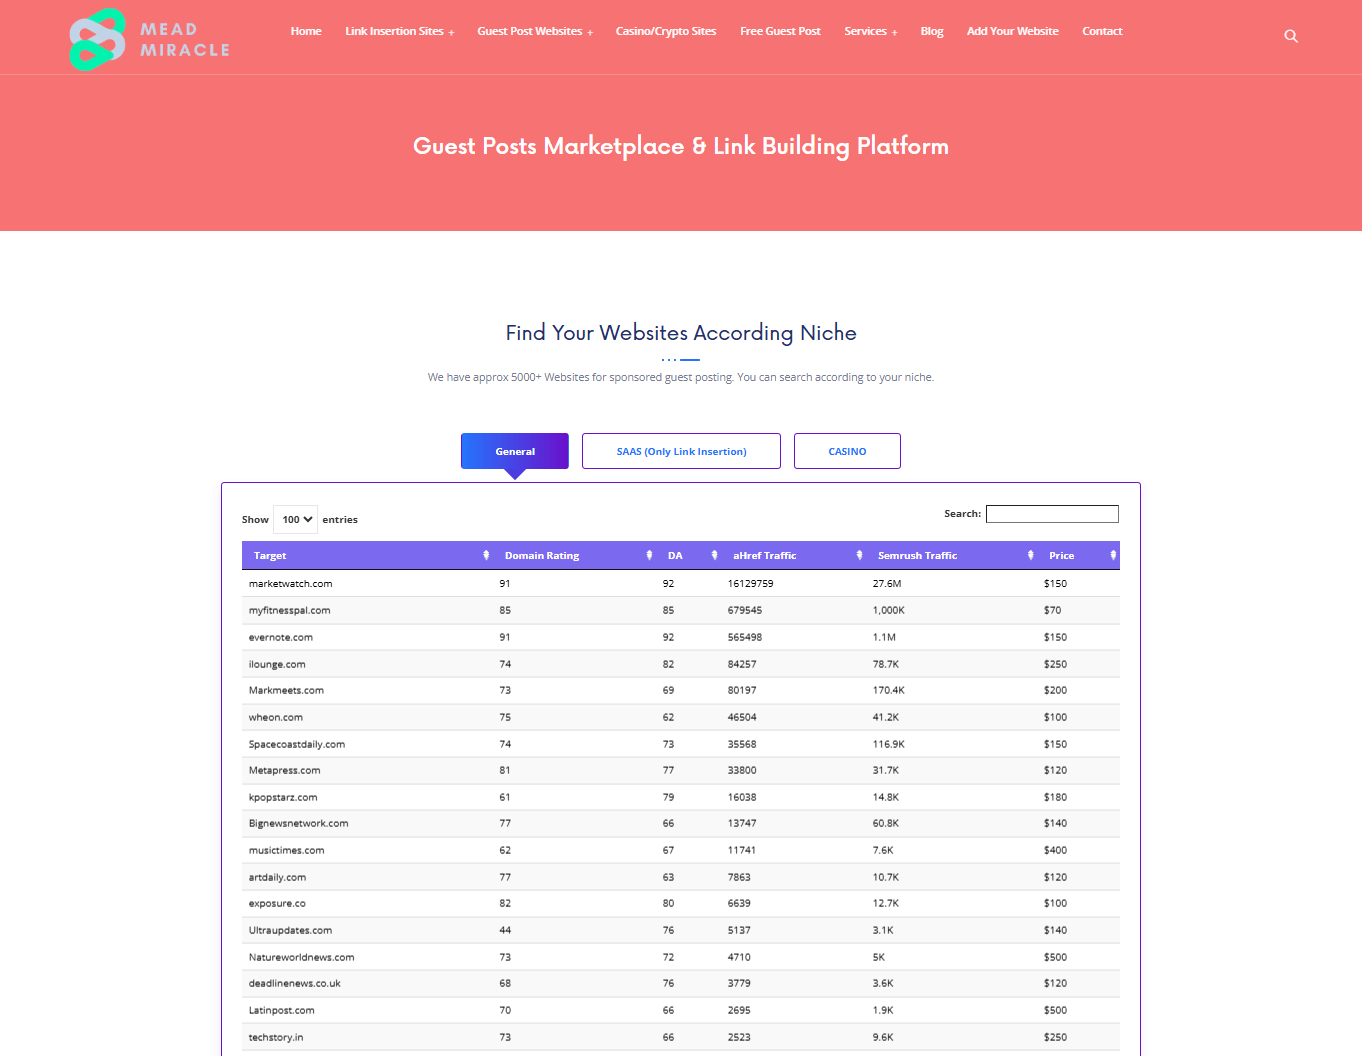 MEAD
MIRACLE
Home Link Insertion Sites + Guest Post Websites + Casino/Crypto Sites Free Guest Post Services + Blog Add Your Website Contact
Guest Posts Marketplace & Link Building Platform
Find Your Websites According Niche
We have approx 5000+ Websites for sponsored guest posting. You can search according to your niche.
General SAAS (Only Link Insertion) CASINO
Show 100 entries Search:
Target Domain Rating DA aHref Traffic Semrush Traffic Price
marketwatch.com 91 92 16129759 27.6M $150
myfitnesspal.com 85 85 679545 1,000K $70
evernote.com 91 92 565498 1.1M $150
ilounge.com 74 82 84257 78.7K $250
Markmeets.com 73 69 80197 170.4K $200
wheon.com 75 62 46504 41.2K $100
Spacecoastdaily.com 74 73 35568 116.9K $150
Metapress.com 81 77 33800 31.7K $120
kpopstarz.com 61 79 16038 14.8K $180
Bignewsnetwork.com 77 66 13747 60.8K $140
musictimes.com 62 67 11741 7.6K $400
artdaily.com 77 63 7863 10.7K $120
exposure.co 82 80 6639 12.7K $100
Ultraupdates.com 44 76 5137 3.1K $140
Natureworldnews.com 73 72 4710 5K $500
deadlinenews.co.uk 68 76 3779 3.6K $120
Latinpost.com 70 66 2695 1.9K $500
techstory.in 73 66 2523 9.6K $250